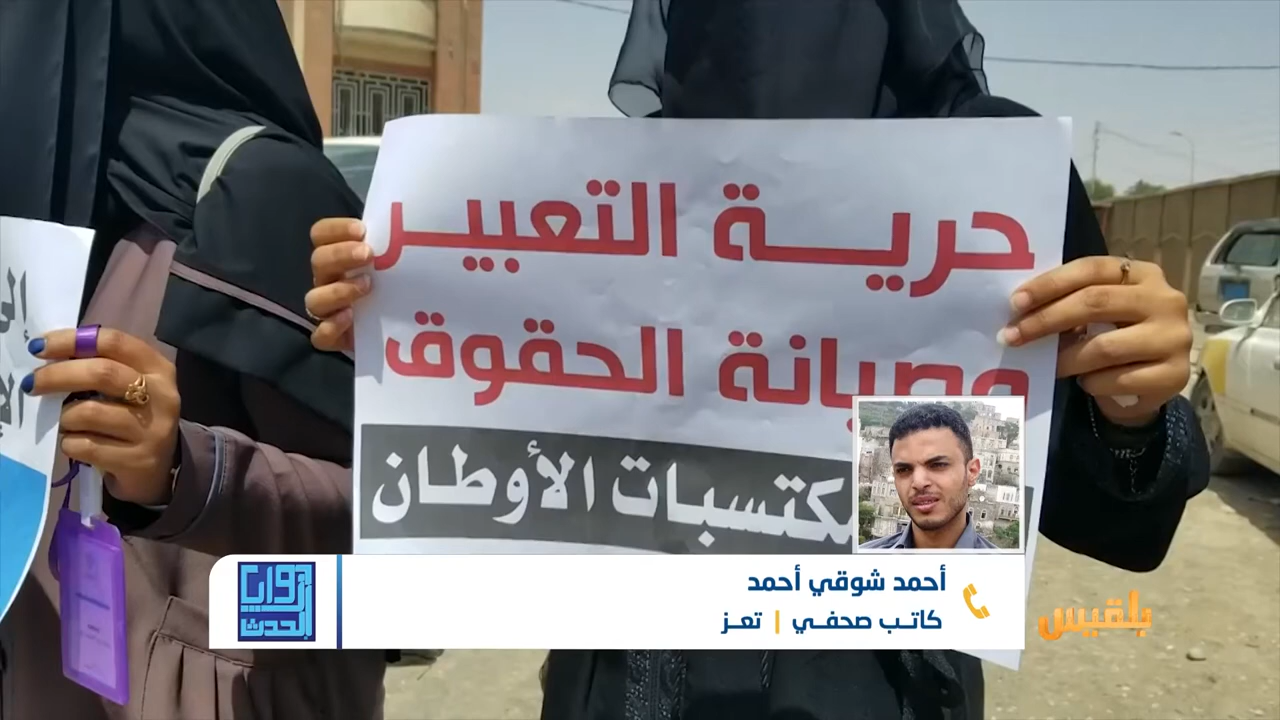 حرية التعبير
وصيانة الحقوق
مكتسبات الأوطان
أحمد شوقي أحمد
كاتب صحفي | تعز
بلقيس
زوايا
الحدث